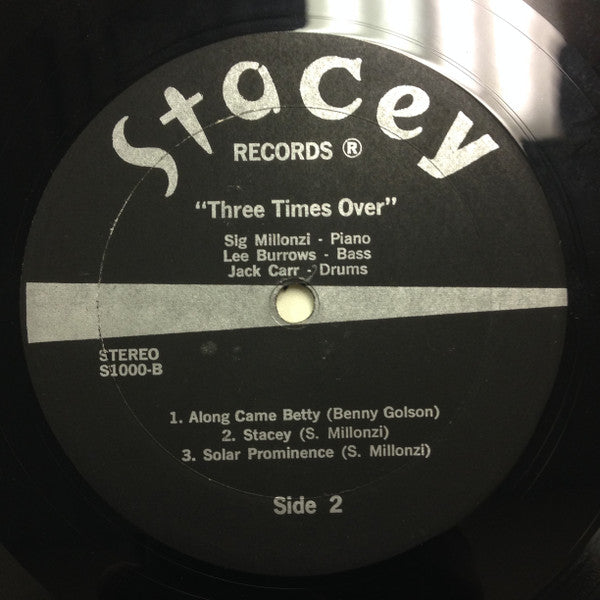 Stacey
RECORDS ®
"Three Times Over"
Sig Millonzi - Piano
Lee Burrows - Bass
Jack Carr - Drums
STEREO
S1000-B
1. Along Came Betty (Benny Golson)
2. Stacey (S. Millonzi)
3. Solar Prominence (S. Millonzi)
Side 2